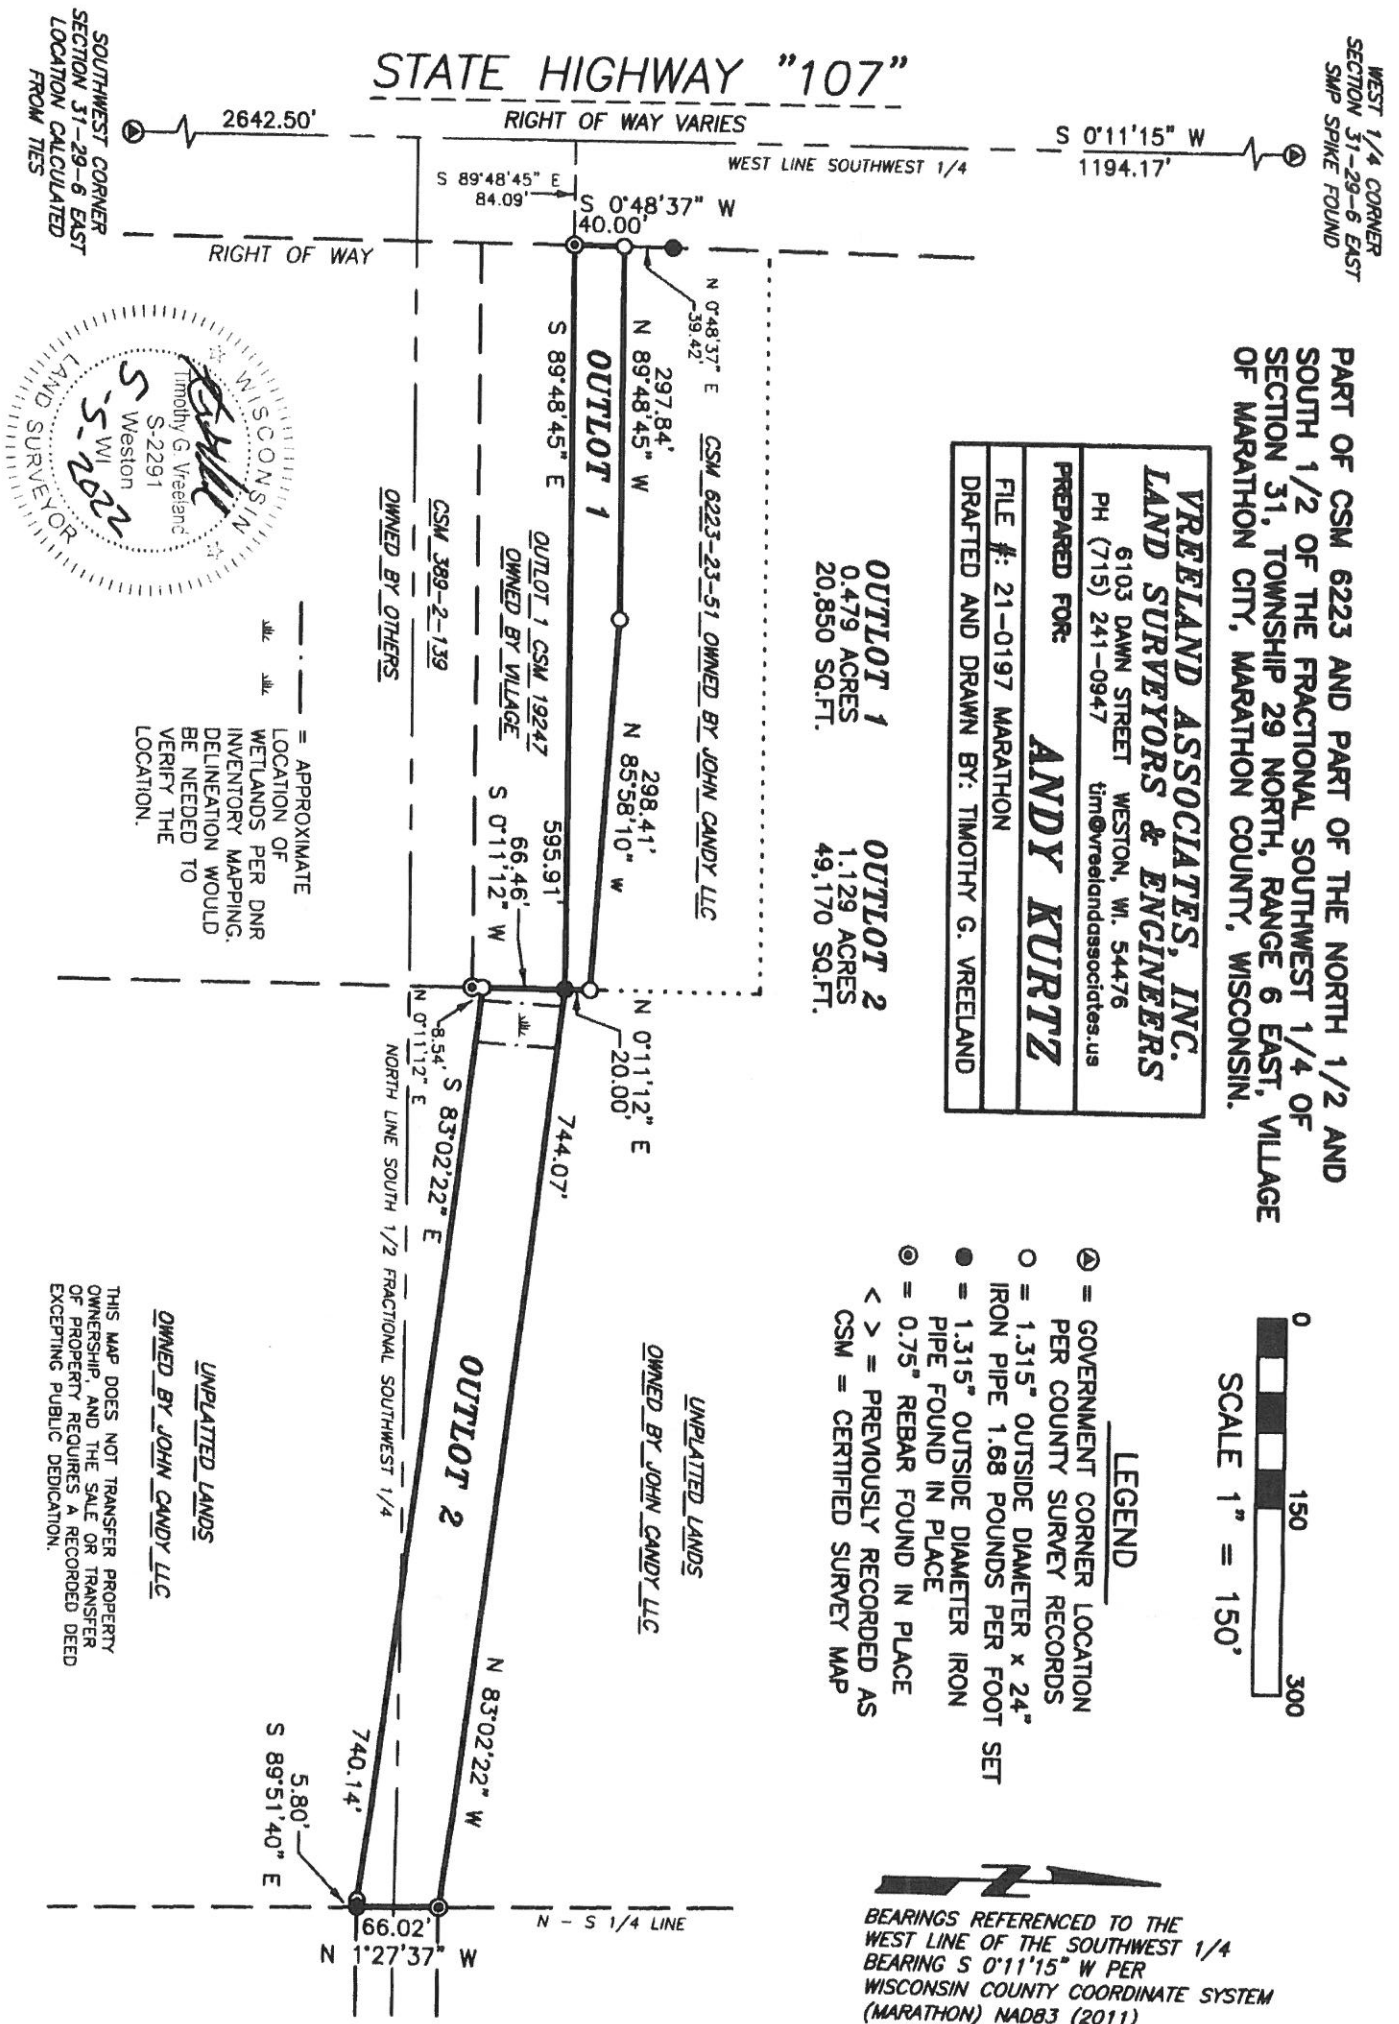 PART OF CSM 6223 AND PART OF THE NORTH 1/2 AND
SOUTH 1/2 OF THE FRACTIONAL SOUTHWEST 1/4 OF
SECTION 31, TOWNSHIP 29 NORTH, RANGE 6 EAST, VILLAGE
OF MARATHON CITY, MARATHON COUNTY, WISCONSIN.
VREELAND ASSOCIATES, INC.
LAND SURVEYORS & ENGINEERS
6103 DAWN STREET WESTON, WI. 54476
PH (715) 241-0947 tim@vreelandassociates.us
PREPARED FOR: ANDY KURTZ
FILE #: 21-0197 MARATHON
DRAFTED AND DRAWN BY: TIMOTHY G. VREELAND
OUTLOT 1
0.479 ACRES
20,850 SQ.FT.
OUTLOT 2
1.129 ACRES
49,170 SQ.FT.
0 150 300
SCALE 1" = 150'
LEGEND
= GOVERNMENT CORNER LOCATION
PER COUNTY SURVEY RECORDS
= 1.315" OUTSIDE DIAMETER x 24"
IRON PIPE 1.68 POUNDS PER FOOT SET
= 1.315" OUTSIDE DIAMETER IRON
PIPE FOUND IN PLACE
= 0.75" REBAR FOUND IN PLACE
< > = PREVIOUSLY RECORDED AS
CSM = CERTIFIED SURVEY MAP
N
BEARINGS REFERENCED TO THE
WEST LINE OF THE SOUTHWEST 1/4
BEARING S 0°11'15" W PER
WISCONSIN COUNTY COORDINATE SYSTEM
(MARATHON) NAD83 (2011)
WEST 1/4 CORNER
SECTION 31-29-6 EAST
SMP SPIKE FOUND
S 0°11'15" W
1194.17'
WEST LINE SOUTHWEST 1/4
STATE HIGHWAY "107"
RIGHT OF WAY VARIES
2642.50'
SOUTHWEST CORNER
SECTION 31-29-6 EAST
LOCATION CALCULATED
FROM TIES
RIGHT OF WAY
S 89°48'45" E
84.09'
S 0°48'37" W
40.00'
N 0°48'37" E
39.42'
CSM 6223-23-51 OWNED BY JOHN CANDY LLC
297.84'
N 89°48'45" W
298.41'
N 85°58'10" W
OUTLOT 1
S 89°48'45" E
595.91'
OUTLOT 1 CSM 19247
OWNED BY VILLAGE
66.46'
S 0°11'12" W
CSM 389-2-139
OWNED BY OTHERS
N 0°11'12" E
20.00'
8.54'
N 0°11'12" E
744.07'
N 83°02'22" W
OUTLOT 2
S 83°02'22" E
740.14'
NORTH LINE SOUTH 1/2 FRACTIONAL SOUTHWEST 1/4
UNPLATTED LANDS
OWNED BY JOHN CANDY LLC
UNPLATTED LANDS
OWNED BY JOHN CANDY LLC
N - S 1/4 LINE
66.02'
N 1°27'37" W
5.80'
S 89°51'40" E
= APPROXIMATE
LOCATION OF
WETLANDS PER DNR
INVENTORY MAPPING.
DELINEATION WOULD
BE NEEDED TO
VERIFY THE
LOCATION.
THIS MAP DOES NOT TRANSFER PROPERTY
OWNERSHIP, AND THE SALE OR TRANSFER
OF PROPERTY REQUIRES A RECORDED DEED
EXCEPTING PUBLIC DEDICATION.
WISCONSIN
Timothy G. Vreeland
S-2291
Weston
WI
LAND SURVEYOR
5-5-2022